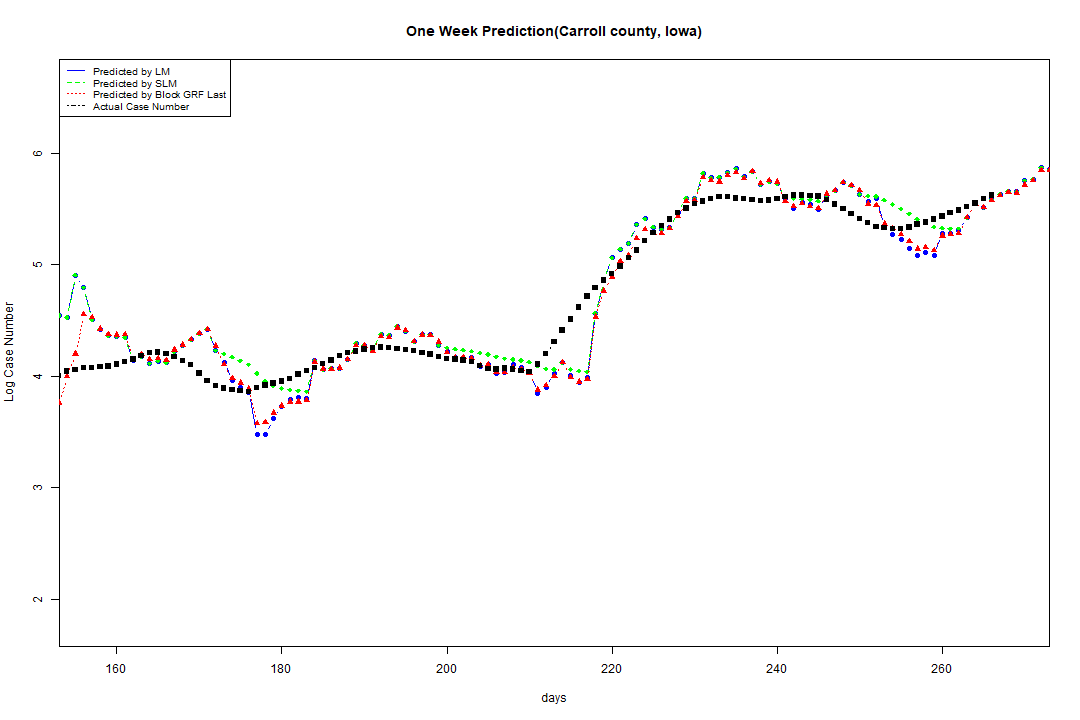 One Week Prediction(Carroll county, Iowa)
Predicted by LM
Predicted by SLM
Predicted by Block GRF Last
Actual Case Number
Log Case Number
6
5
4
3
2
160 180 200 220 240 260
days